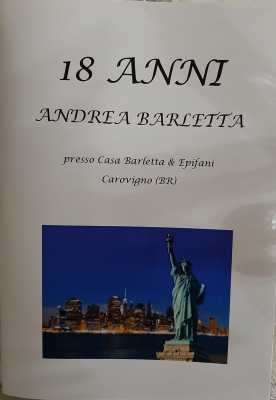 18 ANNI
ANDREA BARLETTA
presso Casa Barletta & Epifani
Carovigno (BR)